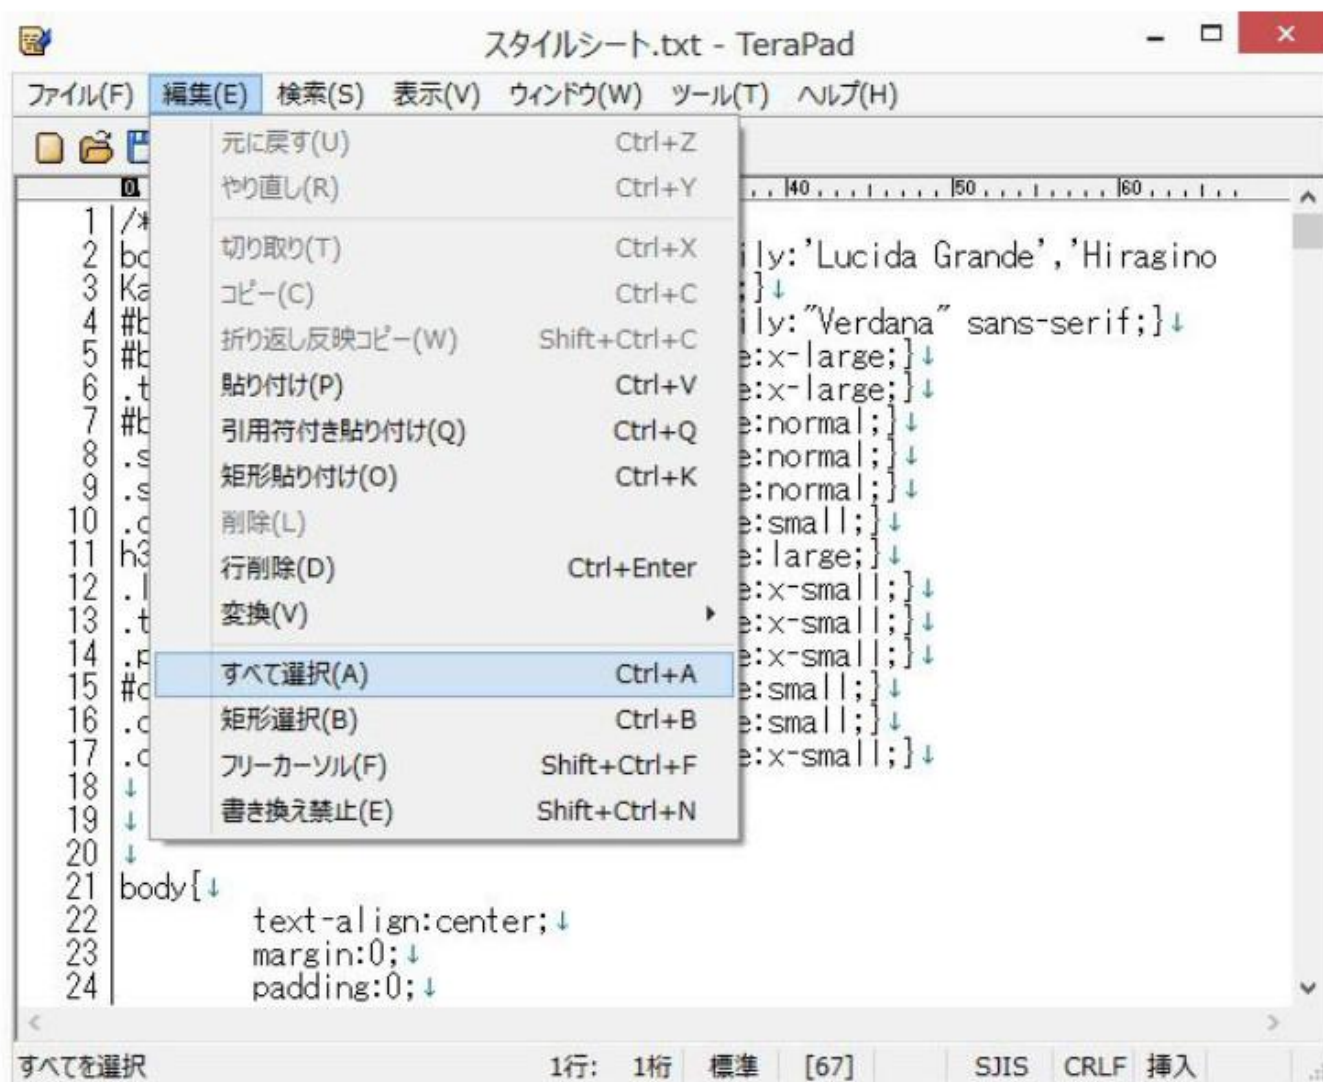 スタイルシート.txt - TeraPad
ファイル(F) 編集(E) 検索(S) 表示(V) ウィンドウ(W) ツール(T) ヘルプ(H)
元に戻す(U) Ctrl+Z
やり直し(R) Ctrl+Y
切り取り(T) Ctrl+X
コピー(C) Ctrl+C
折り返し反映コピー(W) Shift+Ctrl+C
貼り付け(P) Ctrl+V
引用符付き貼り付け(Q) Ctrl+Q
矩形貼り付け(O) Ctrl+K
削除(L)
行削除(D) Ctrl+Enter
変換(V)
すべて選択(A) Ctrl+A
矩形選択(B) Ctrl+B
フリーカーソル(F) Shift+Ctrl+F
書き換え禁止(E) Shift+Ctrl+N
0 40 50 60
1 /*
2 bo ily:'Lucida Grande','Hiragino
3 Ka ;}↓
4 #b ily:"Verdana" sans-serif;}↓
5 #b e:x-large;}↓
6 .t e:x-large;}↓
7 #b e:normal;}↓
8 .s e:normal;}↓
9 .s e:normal;}↓
10 .c e:small;}↓
11 h3 e:large;}↓
12 .l e:x-small;}↓
13 .t e:x-small;}↓
14 .p e:x-small;}↓
15 #c e:small;}↓
16 .c e:small;}↓
17 .c e:x-small;}↓
18 ↓
19 ↓
20 ↓
21 body{↓
22 text-align:center;↓
23 margin:0;↓
24 padding:0;↓
すべてを選択 1行: 1桁 標準 [67] SJIS CRLF 挿入